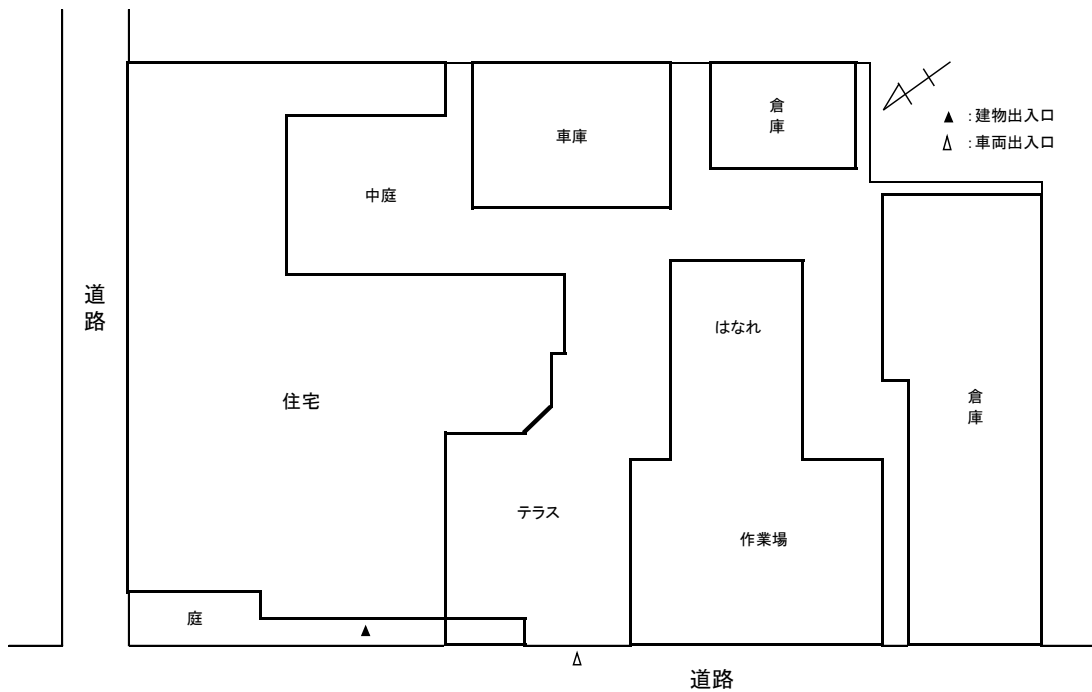 倉庫
車庫
▲ :建物出入口
△ :車両出入口
中庭
道路
はなれ
住宅
倉庫
テラス
作業場
庭
道路